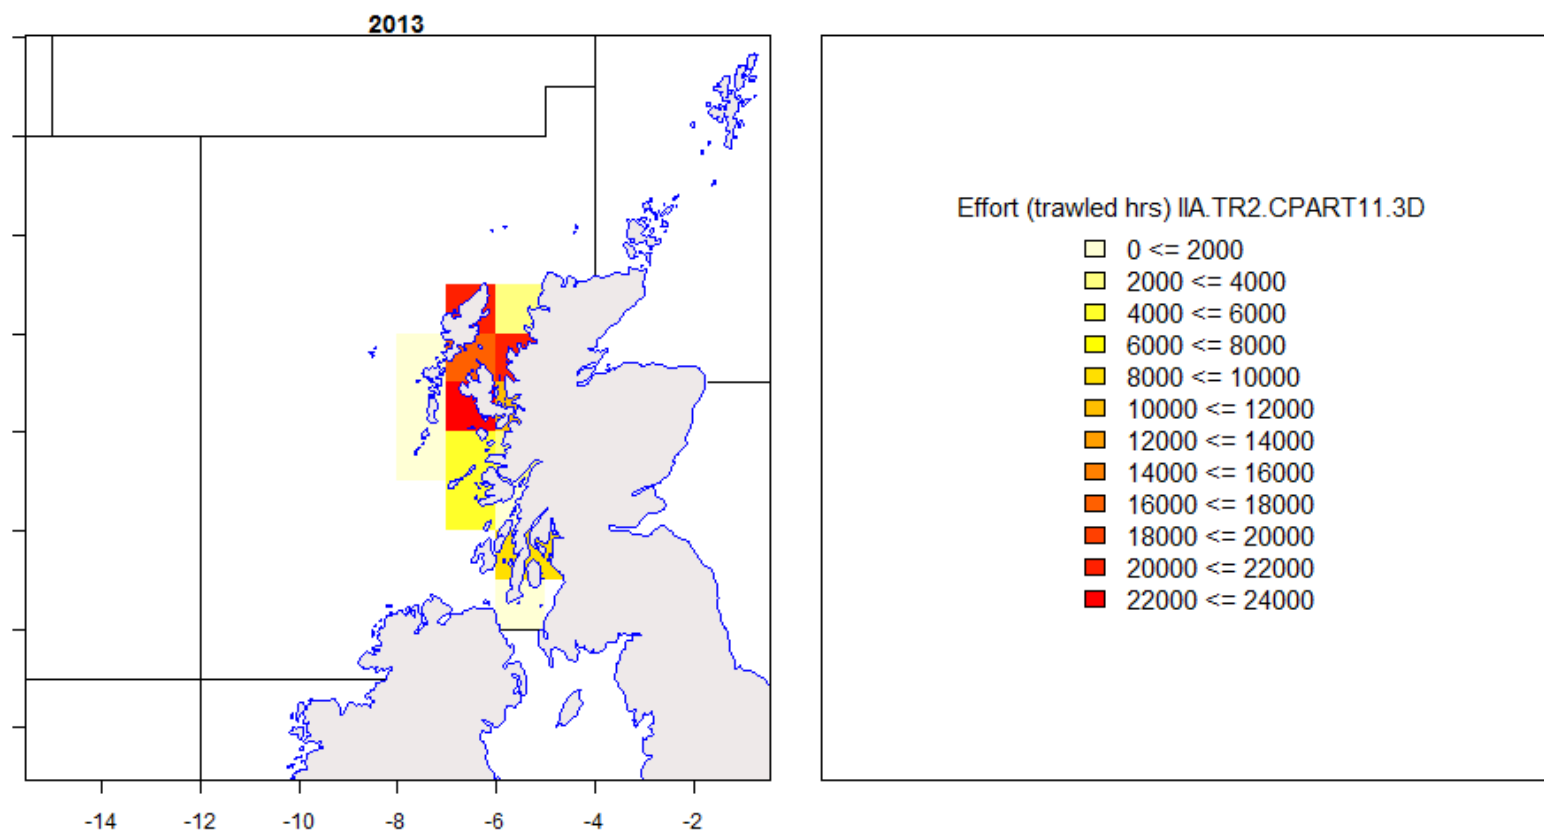 2013
Effort (trawled hrs) IIA.TR2.CPART11.3D
0 <= 2000
2000 <= 4000
4000 <= 6000
6000 <= 8000
8000 <= 10000
10000 <= 12000
12000 <= 14000
14000 <= 16000
16000 <= 18000
18000 <= 20000
20000 <= 22000
22000 <= 24000
-14 -12 -10 -8 -6 -4 -2